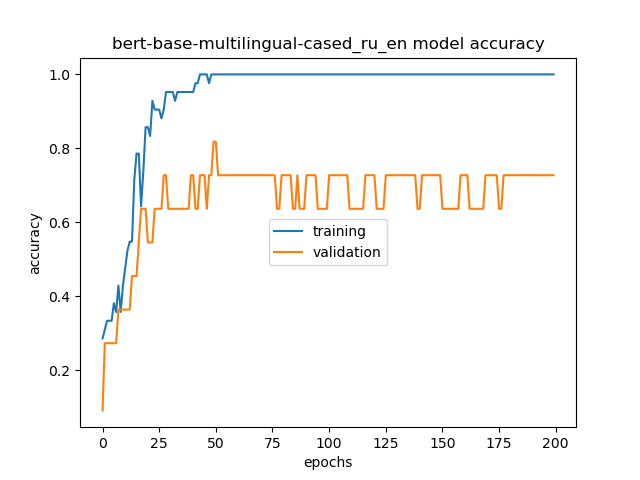 bert-base-multilingual-cased_ru_en model accuracy
1.0
0.8
0.6
0.4
0.2
accuracy
training
validation
0 25 50 75 100 125 150 175 200
epochs